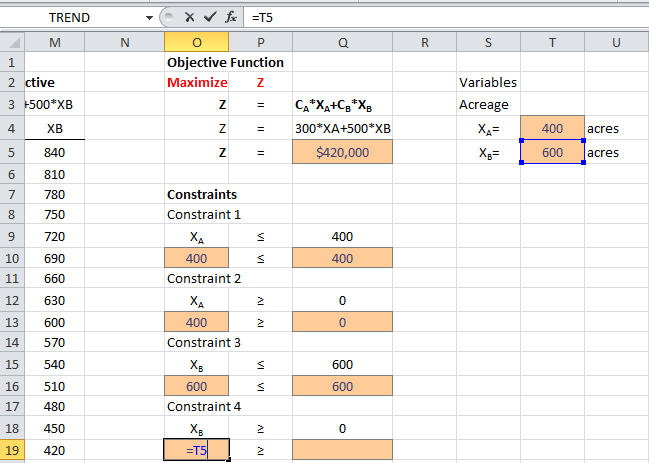 TREND =T5
M N O P Q R S T U
1 Objective Function
2 ctive Maximize Z Variables
3 +500*XB Z = CA*XA+CB*XB Acreage
4 XB Z = 300*XA+500*XB XA= 400 acres
5 840 Z = $420,000 XB= 600 acres
6 810
7 780 Constraints
8 750 Constraint 1
9 720 XA ≤ 400
10 690 400 ≤ 400
11 660 Constraint 2
12 630 XA ≥ 0
13 600 400 ≥ 0
14 570 Constraint 3
15 540 XB ≤ 600
16 510 600 ≤ 600
17 480 Constraint 4
18 450 XB ≥ 0
19 420 =T5 ≥